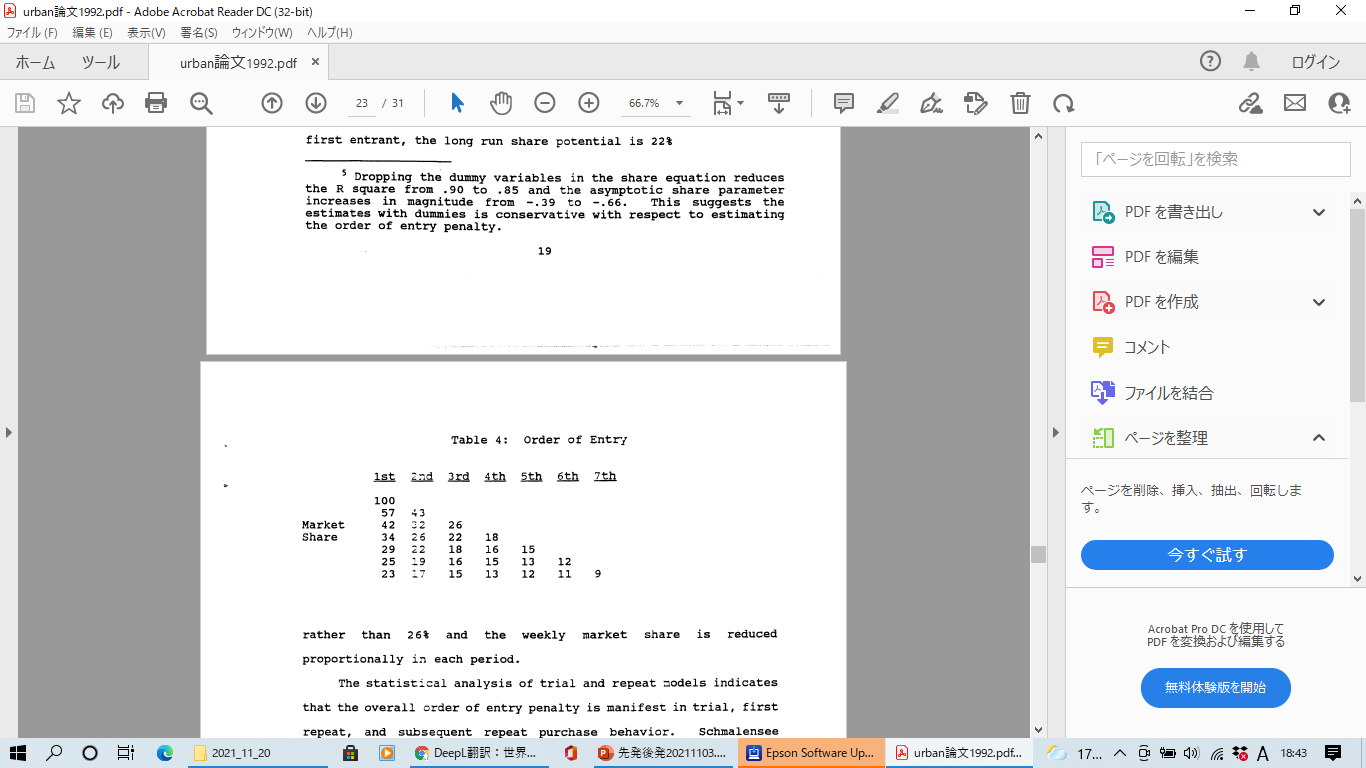 urban論文1992.pdf - Adobe Acrobat Reader DC (32-bit)
ファイル (F) 編集 (E) 表示(V) 署名(S) ウィンドウ(W) ヘルプ(H)
ホーム ツール urban論文1992.pdf × ログイン
23 / 31 66.7%
first entrant, the long run share potential is 22%
5 Dropping the dummy variables in the share equation reduces
the R square from .90 to .85 and the asymptotic share parameter
increases in magnitude from -.39 to -.66. This suggests the
estimates with dummies is conservative with respect to estimating
the order of entry penalty.
19
Table 4: Order of Entry
1st 2nd 3rd 4th 5th 6th 7th
100
57 43
Market 42 32 26
Share 34 26 22 18
29 22 18 16 15
25 19 16 15 13 12
23 17 15 13 12 11 9
rather than 26% and the weekly market share is reduced
proportionally in each period.
The statistical analysis of trial and repeat models indicates
that the overall order of entry penalty is manifest in trial, first
repeat, and subsequent repeat purchase behavior. Schmalensee
「ページを回転」を検索
PDF を書き出し
PDF を編集
PDF を作成
コメント
ファイルを結合
ページを整理
ページを削除、挿入、抽出、回転しま
す。
今すぐ試す
Acrobat Pro DC を使用して
PDF を変換および編集する
無料体験版を開始
2021_11_20 DeepL翻訳：世界... 先発後発20211103.... Epson Software Up... urban論文1992.pdf... 17... A 18:43